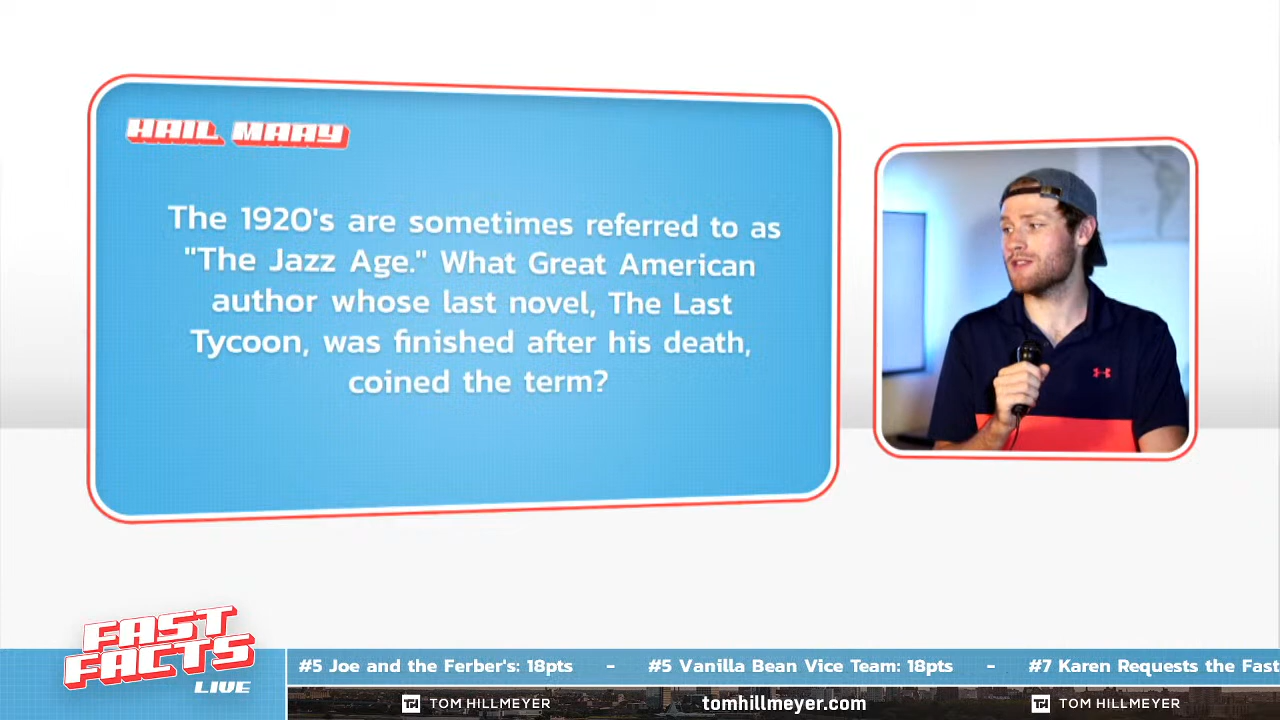 HAIL MARY
The 1920's are sometimes referred to as
"The Jazz Age." What Great American
author whose last novel, The Last
Tycoon, was finished after his death,
coined the term?
FAST
FACTS
LIVE
#5 Joe and the Ferber's: 18pts - #5 Vanilla Bean Vice Team: 18pts - #7 Karen Requests the Fast
TH TOM HILLMEYER tomhillmeyer.com TH TOM HILLMEYER